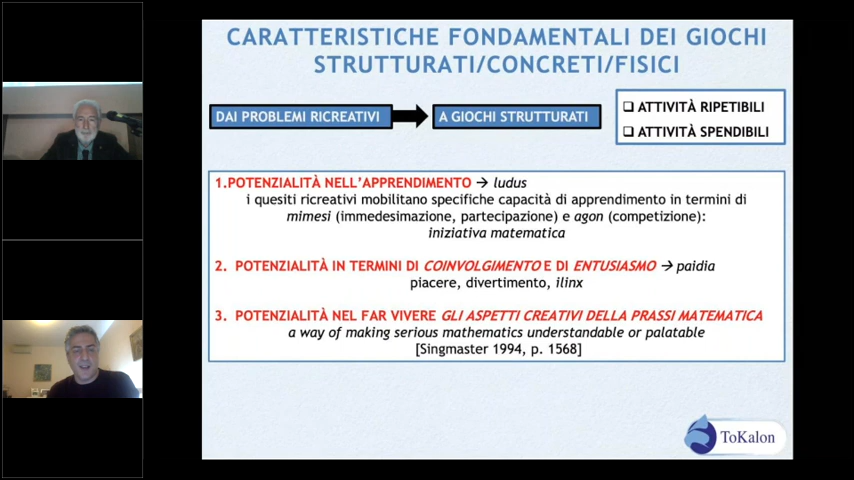 CARATTERISTICHE FONDAMENTALI DEI GIOCHI
STRUTTURATI/CONCRETI/FISICI
DAI PROBLEMI RICREATIVI
A GIOCHI STRUTTURATI
❑ ATTIVITÀ RIPETIBILI
❑ ATTIVITÀ SPENDIBILI
1.POTENZIALITÀ NELL'APPRENDIMENTO → ludus
i quesiti ricreativi mobilitano specifiche capacità di apprendimento in termini di
mimesi (immedesimazione, partecipazione) e agon (competizione):
iniziativa matematica
2. POTENZIALITÀ IN TERMINI DI COINVOLGIMENTO E DI ENTUSIASMO → paidia
piacere, divertimento, ilinx
3. POTENZIALITÀ NEL FAR VIVERE GLI ASPETTI CREATIVI DELLA PRASSI MATEMATICA
a way of making serious mathematics understandable or palatable
[Singmaster 1994, p. 1568]
ToKalon